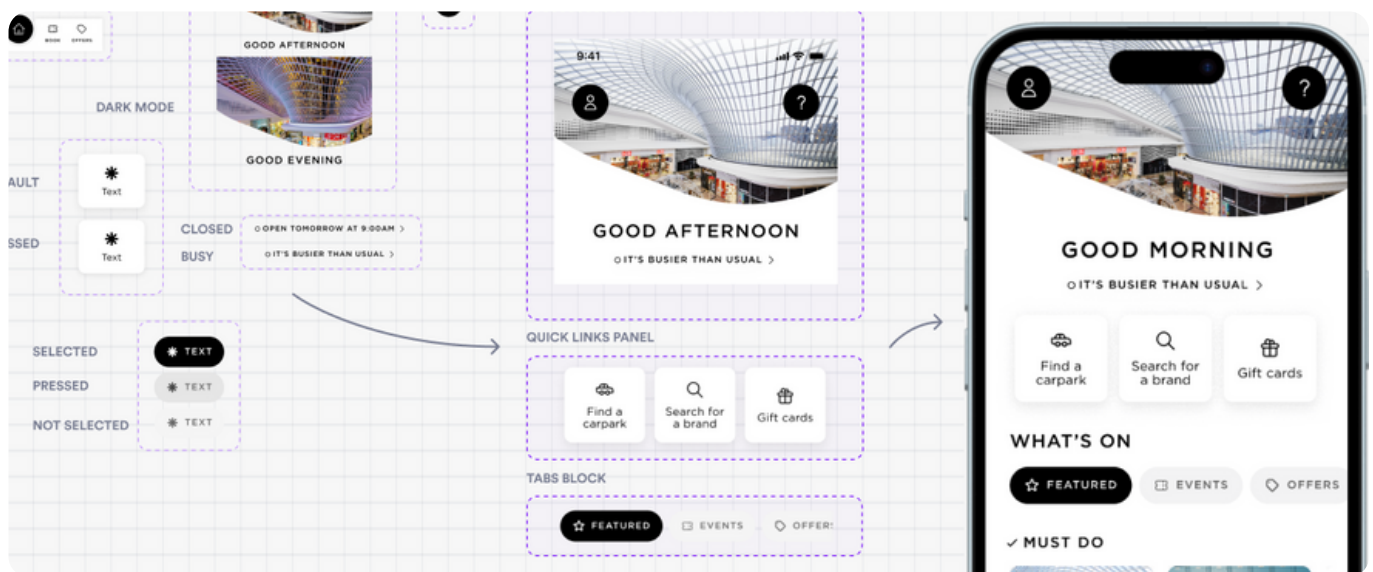 BOOK
OFFERS
GOOD AFTERNOON
DARK MODE
GOOD EVENING
AULT
Text
SSED
Text
CLOSED
OPEN TOMORROW AT 9:00AM
BUSY
IT'S BUSIER THAN USUAL
SELECTED
TEXT
PRESSED
TEXT
NOT SELECTED
TEXT
9:41
?
GOOD AFTERNOON
IT'S BUSIER THAN USUAL
QUICK LINKS PANEL
Find a
carpark
Search for
a brand
Gift cards
TABS BLOCK
FEATURED
EVENTS
OFFERS
?
GOOD MORNING
IT'S BUSIER THAN USUAL
Find a
carpark
Search for
a brand
Gift cards
WHAT'S ON
FEATURED
EVENTS
OFFERS
MUST DO